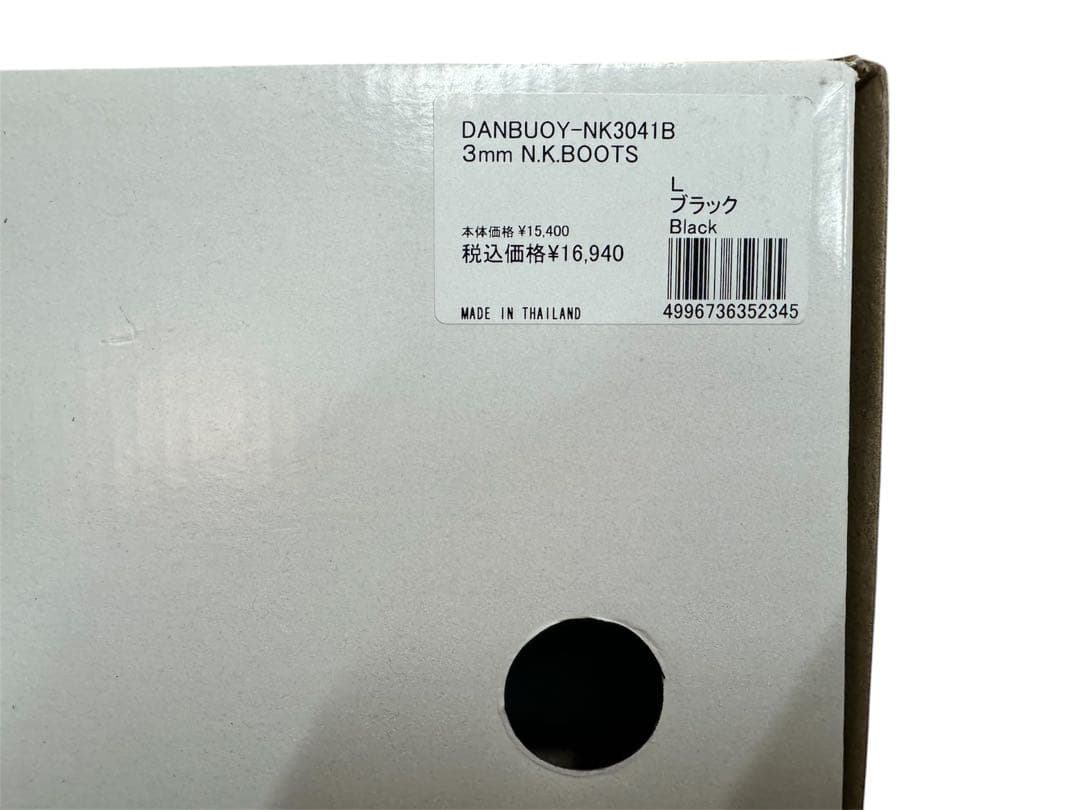 DANBUOY-NK3041B
3mm N.K.BOOTS
L
ブラック
Black
本体価格 ¥15,400
税込価格¥16,940
MADE IN THAILAND
4996736352345